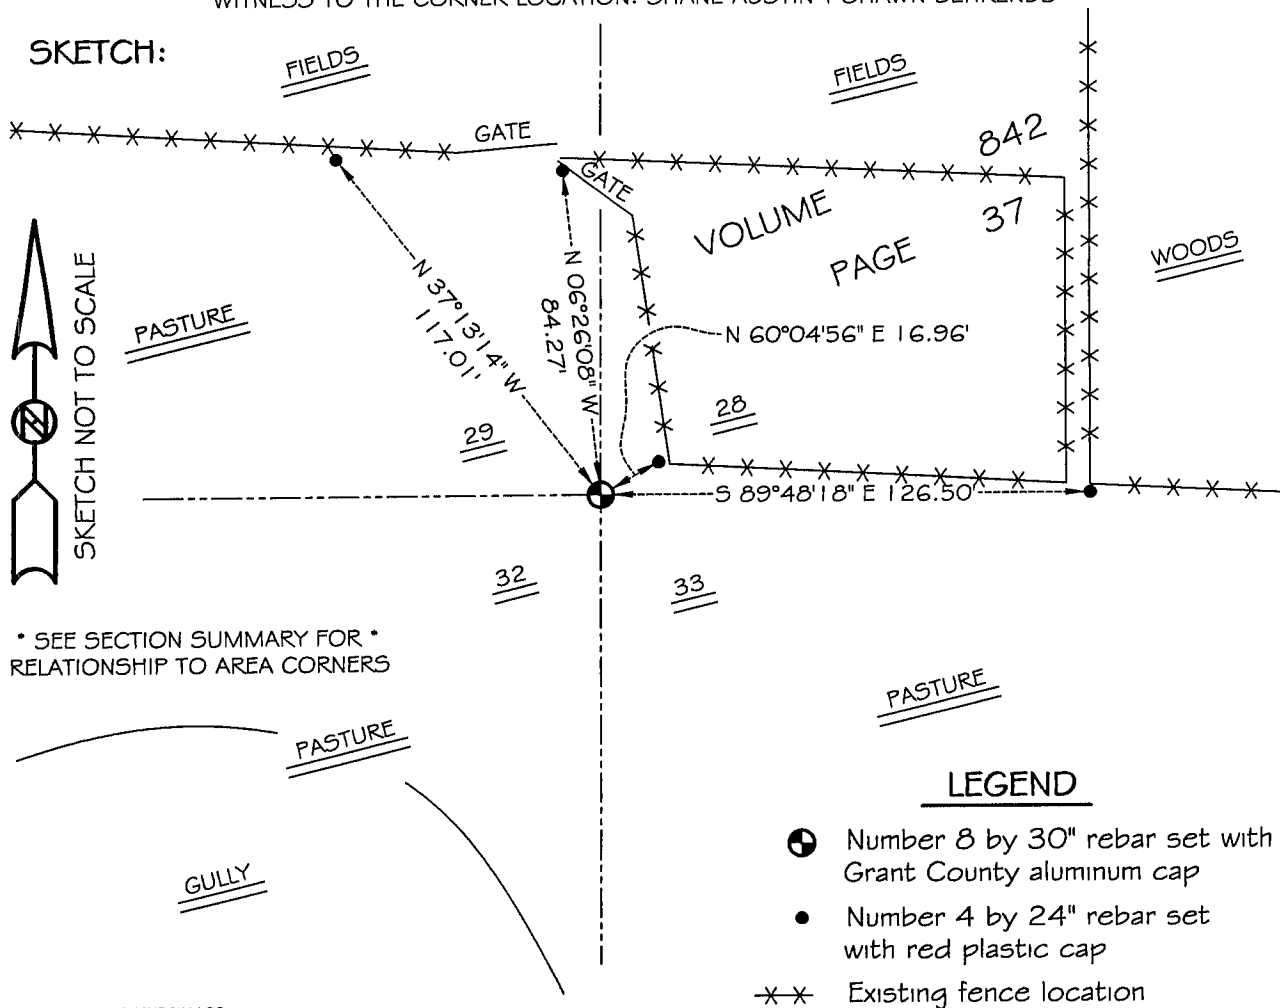 SKETCH:
FIELDS
FIELDS
GATE
842
GATE
VOLUME
37
PAGE
WOODS
SKETCH NOT TO SCALE
N
PASTURE
N 37°13'14" W
117.01'
N 06°26'08" W
84.27'
N 60°04'56" E 16.96'
29
28
S 89°48'18" E 126.50'
32
33
* SEE SECTION SUMMARY FOR *
RELATIONSHIP TO AREA CORNERS
PASTURE
PASTURE
GULLY
LEGEND
Number 8 by 30" rebar set with
Grant County aluminum cap
Number 4 by 24" rebar set
with red plastic cap
Existing fence location